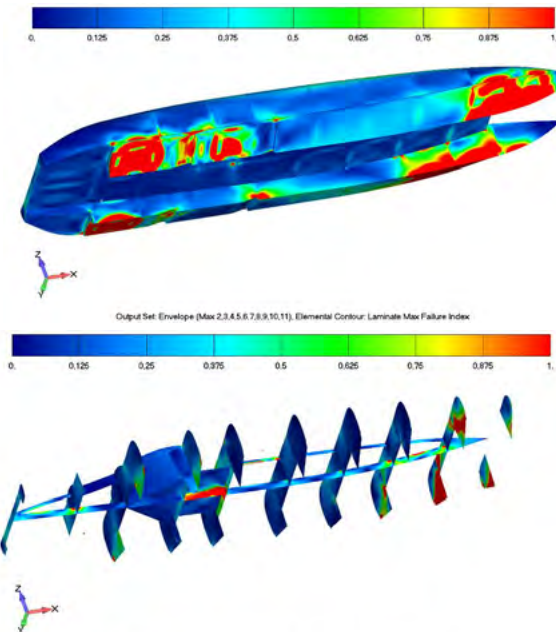 0. 0,125 0,25 0,375 0,5 0,625 0,75 0,875 1.
Z
X
Y
Output Set: Envelope (Max 2,3,4,5,6,7,8,9,10,11), Elemental Contour: Laminate Max Failure Index
0. 0,125 0,25 0,375 0,5 0,625 0,75 0,875 1.
Z
X
Y